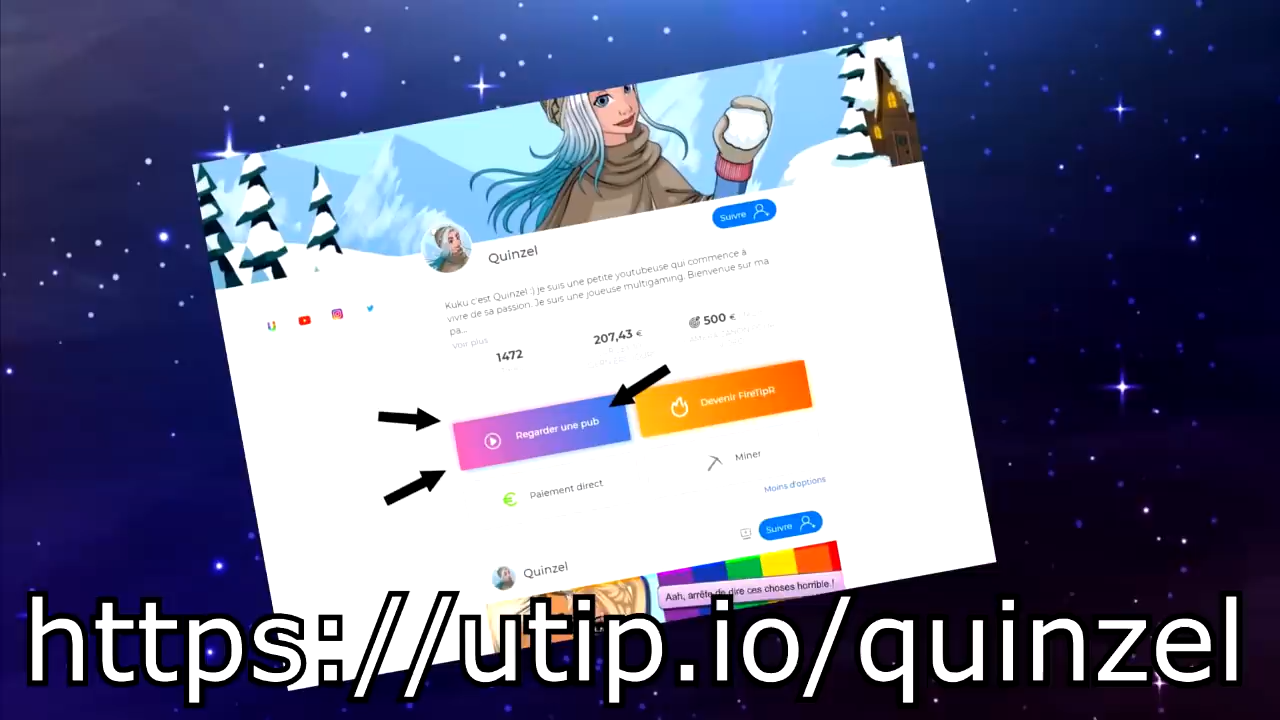 Suivre
Quinzel
Kuku c'est Quinzel :) je suis une petite youtubeuse qui commence à
vivre de sa passion. Je suis une joueuse multigaming. Bienvenue sur ma
pa...
Voir plus
1472
207,43 €
500 €
Regarder une pub
Devenir FireTipR
Paiement direct
Miner
Moins d'options
Suivre
Quinzel
Aah, arrête de dire ces choses horrible.!
https://utip.io/quinzel